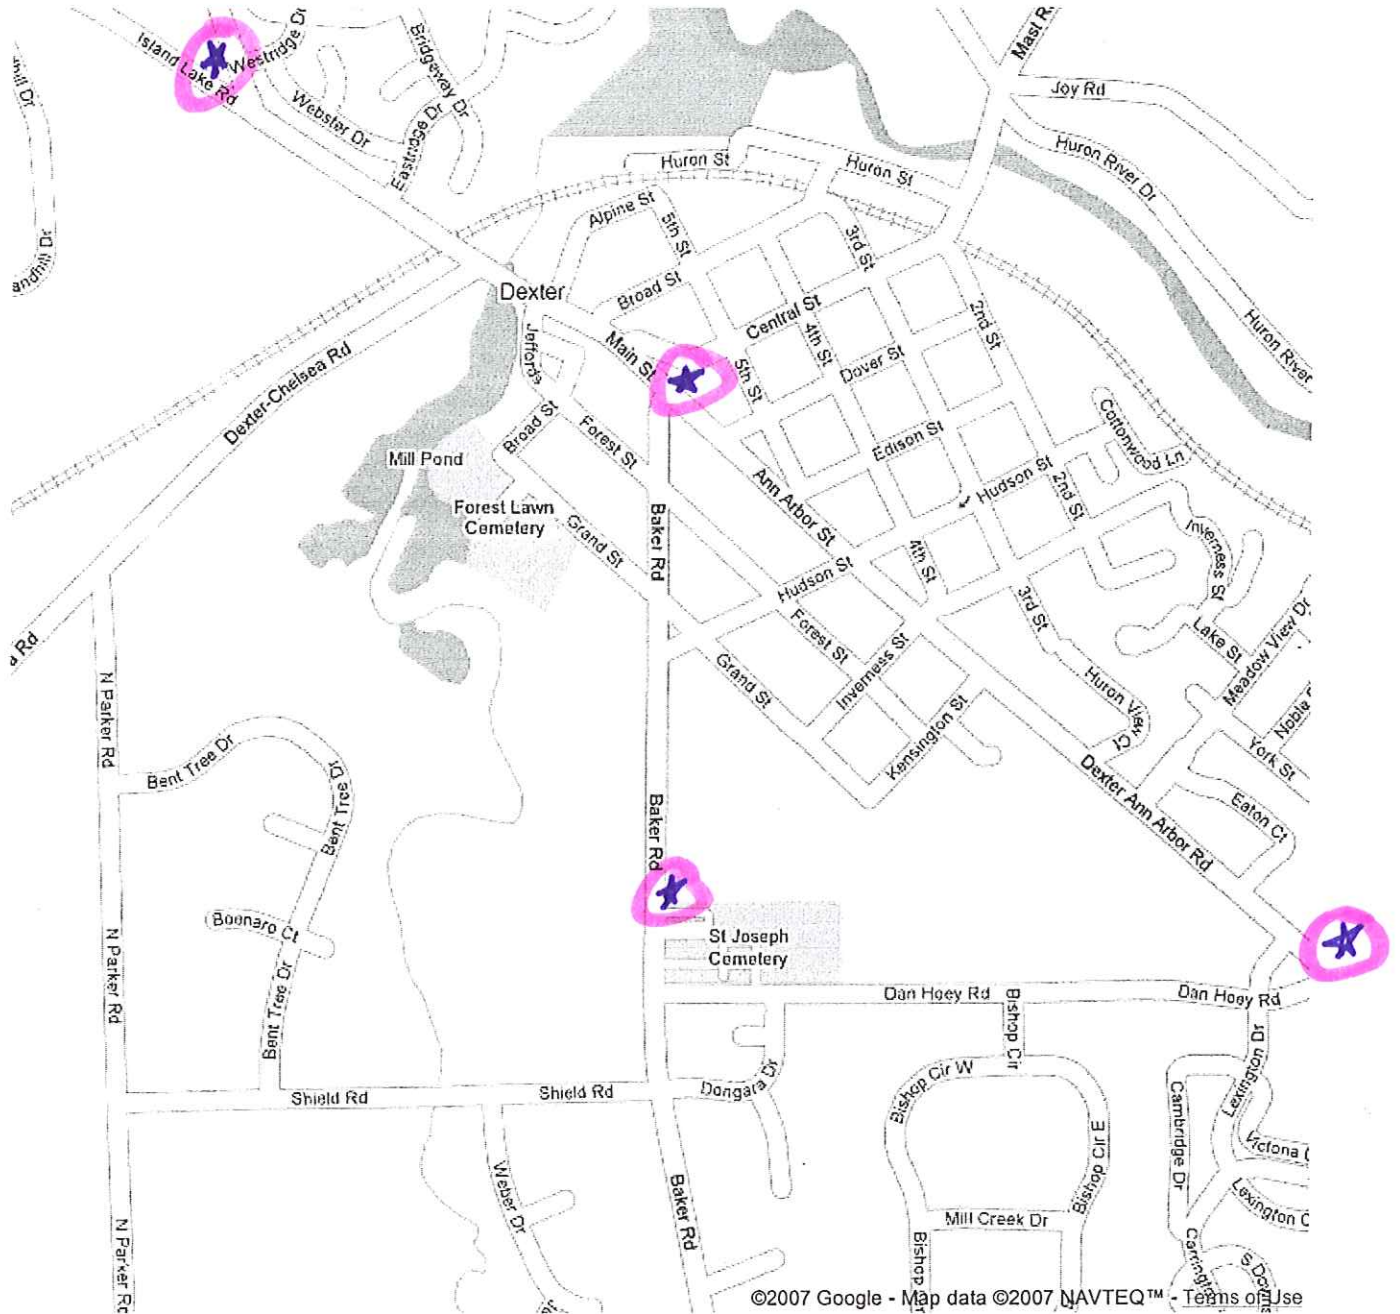 Island Lake Rd
Westridge Dr
Bridgeway Dr
Mast R
Joy Rd
Webster Dr
Eastridge Dr
Huron St
Huron St
Huron River Dr
Alpine St
5th St
3rd St
andhill Dr
Broad St
Dexter
Central St
2nd St
Jeffords
Main St
4th St
Dover St
Huron River
Dexter-Chelsea Rd
5th St
Broad St
Forest St
Edison St
Cottonwood Ln
Mill Pond
Ann Arbor St
Hudson St
2nd St
Forest Lawn
Cemetery
Grand St
Baker Rd
Inverness St
Hudson St
4th St
3rd St
a Rd
Forest St
Lake St
Meadow View Dr
N Parker Rd
Grand St
Inverness St
Huron View Ct
Kensington St
York St
Bent Tree Dr
Bent Tree Dr
Dexter Ann Arbor Rd
Eaton Ct
Baker Rd
St Joseph
Cemetery
N Parker Rd
Bent Tree Dr
Dan Hoey Rd
Dan Hoey Rd
Bishop Cir
Shield Rd
Shield Rd
Dongara Dr
Bishop Cir W
Lexington Dr
Cambridge Dr
Bishop Cir E
Weber Dr
Baker Rd
Lexington C
Mill Creek Dr
N Parker Rd
Bishop
©2007 Google - Map data ©2007 NAVTEQ™ - Terms of Use